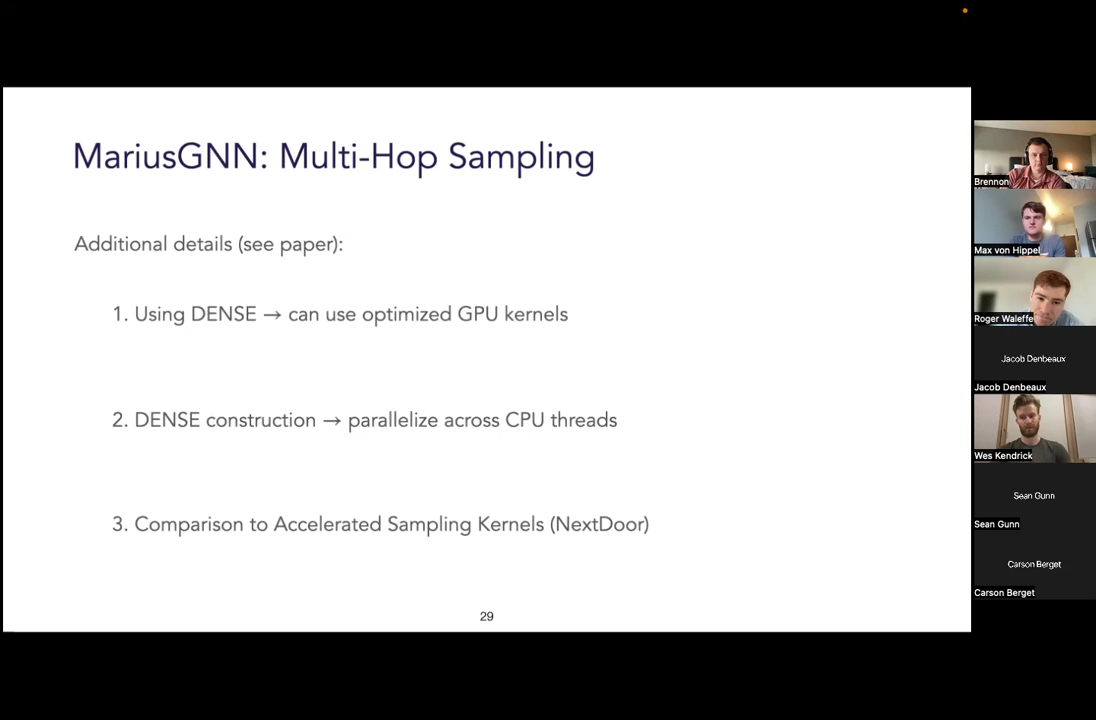 MariusGNN: Multi-Hop Sampling
Additional details (see paper):
1. Using DENSE → can use optimized GPU kernels
2. DENSE construction → parallelize across CPU threads
3. Comparison to Accelerated Sampling Kernels (NextDoor)
29
Brennon
Max von Hippel
Roger Waleffe
Jacob Denbeaux
Jacob Denbeaux
Wes Kendrick
Sean Gunn
Sean Gunn
Carson Berget
Carson Berget